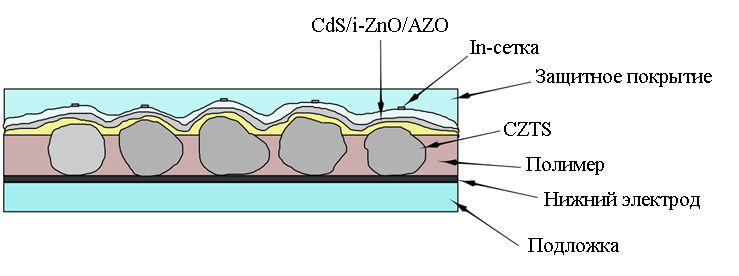 CdS/i-ZnO/AZO
In-сетка
Защитное покрытие
CZTS
Полимер
Нижний электрод
Подложка